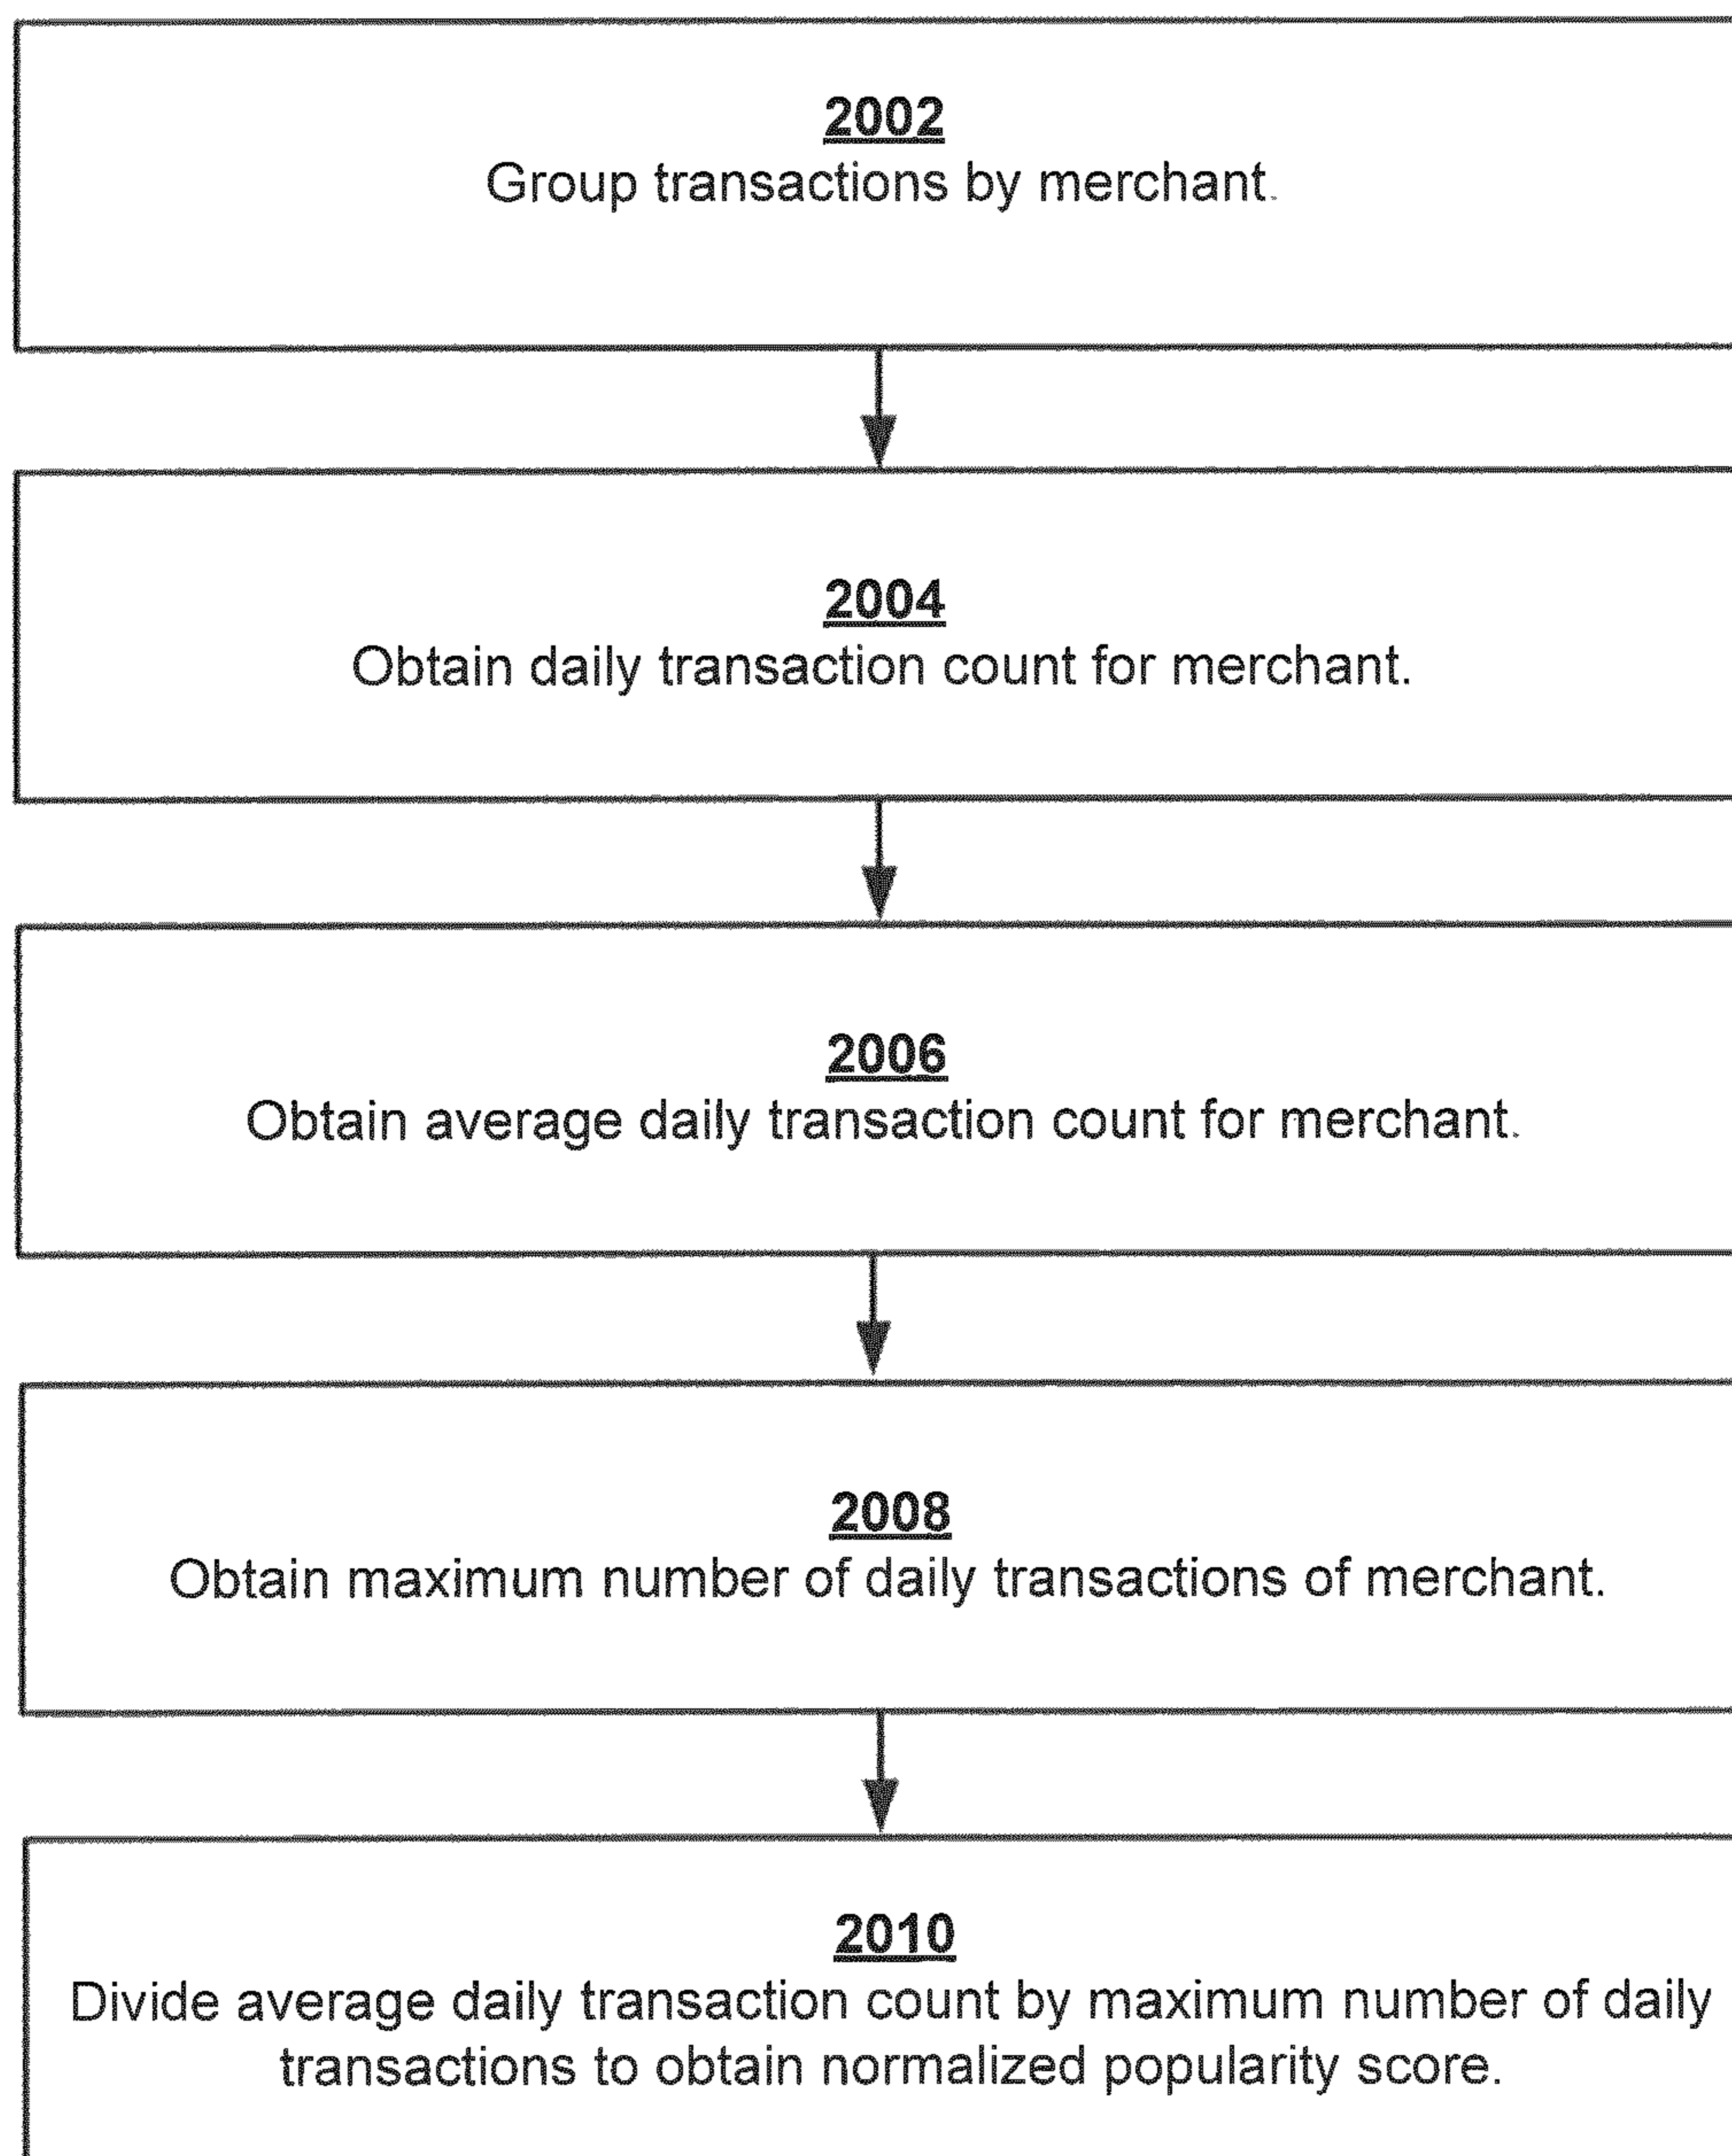 2002
Group transactions by merchant.
2004
Obtain daily transaction count for merchant.
2006
Obtain average daily transaction count for merchant.
2008
Obtain maximum number of daily transactions of merchant.
2010
Divide average daily transaction count by maximum number of daily
transactions to obtain normalized popularity score.